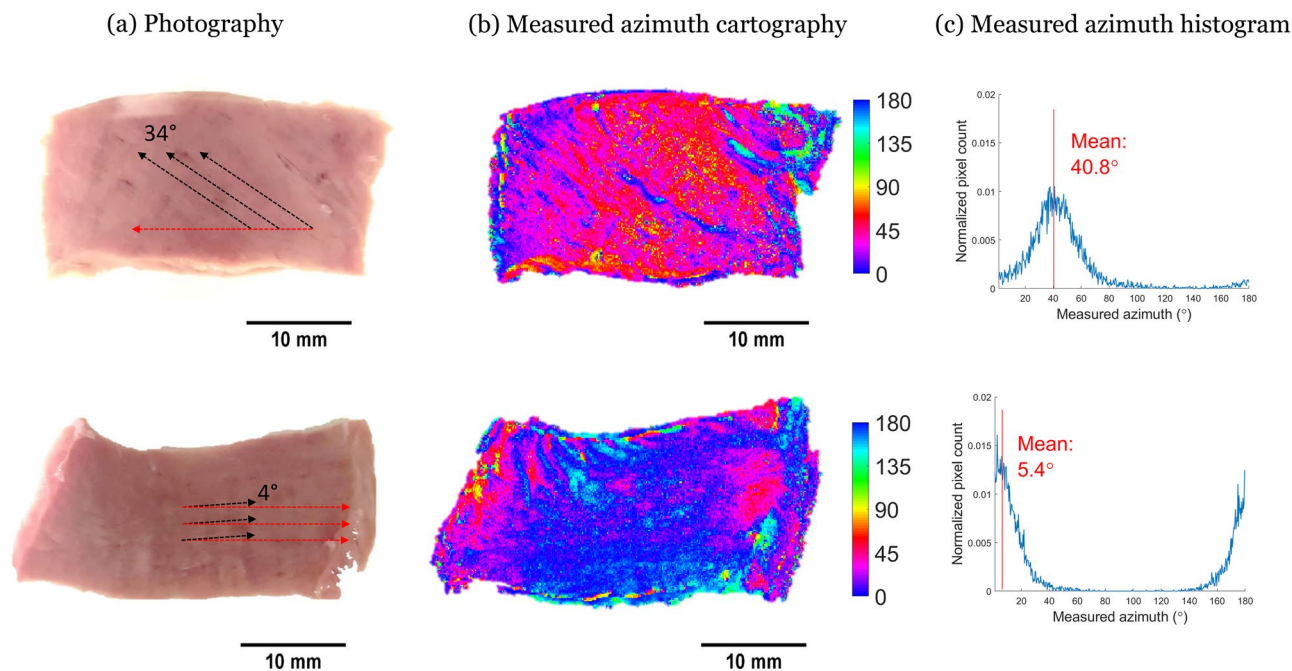 (a) Photography
(b) Measured azimuth cartography
(c) Measured azimuth histogram
34°
10 mm
180
135
90
45
0
10 mm
Normalized pixel count
0.02
0.015
0.01
0.005
0
Mean:
40.8°
20 40 60 80 100 120 140 160 180
Measured azimuth (°)
4°
10 mm
180
135
90
45
0
10 mm
Normalized pixel count
0.02
0.015
0.01
0.005
0
Mean:
5.4°
20 40 60 80 100 120 140 160 180
Measured azimuth (°)